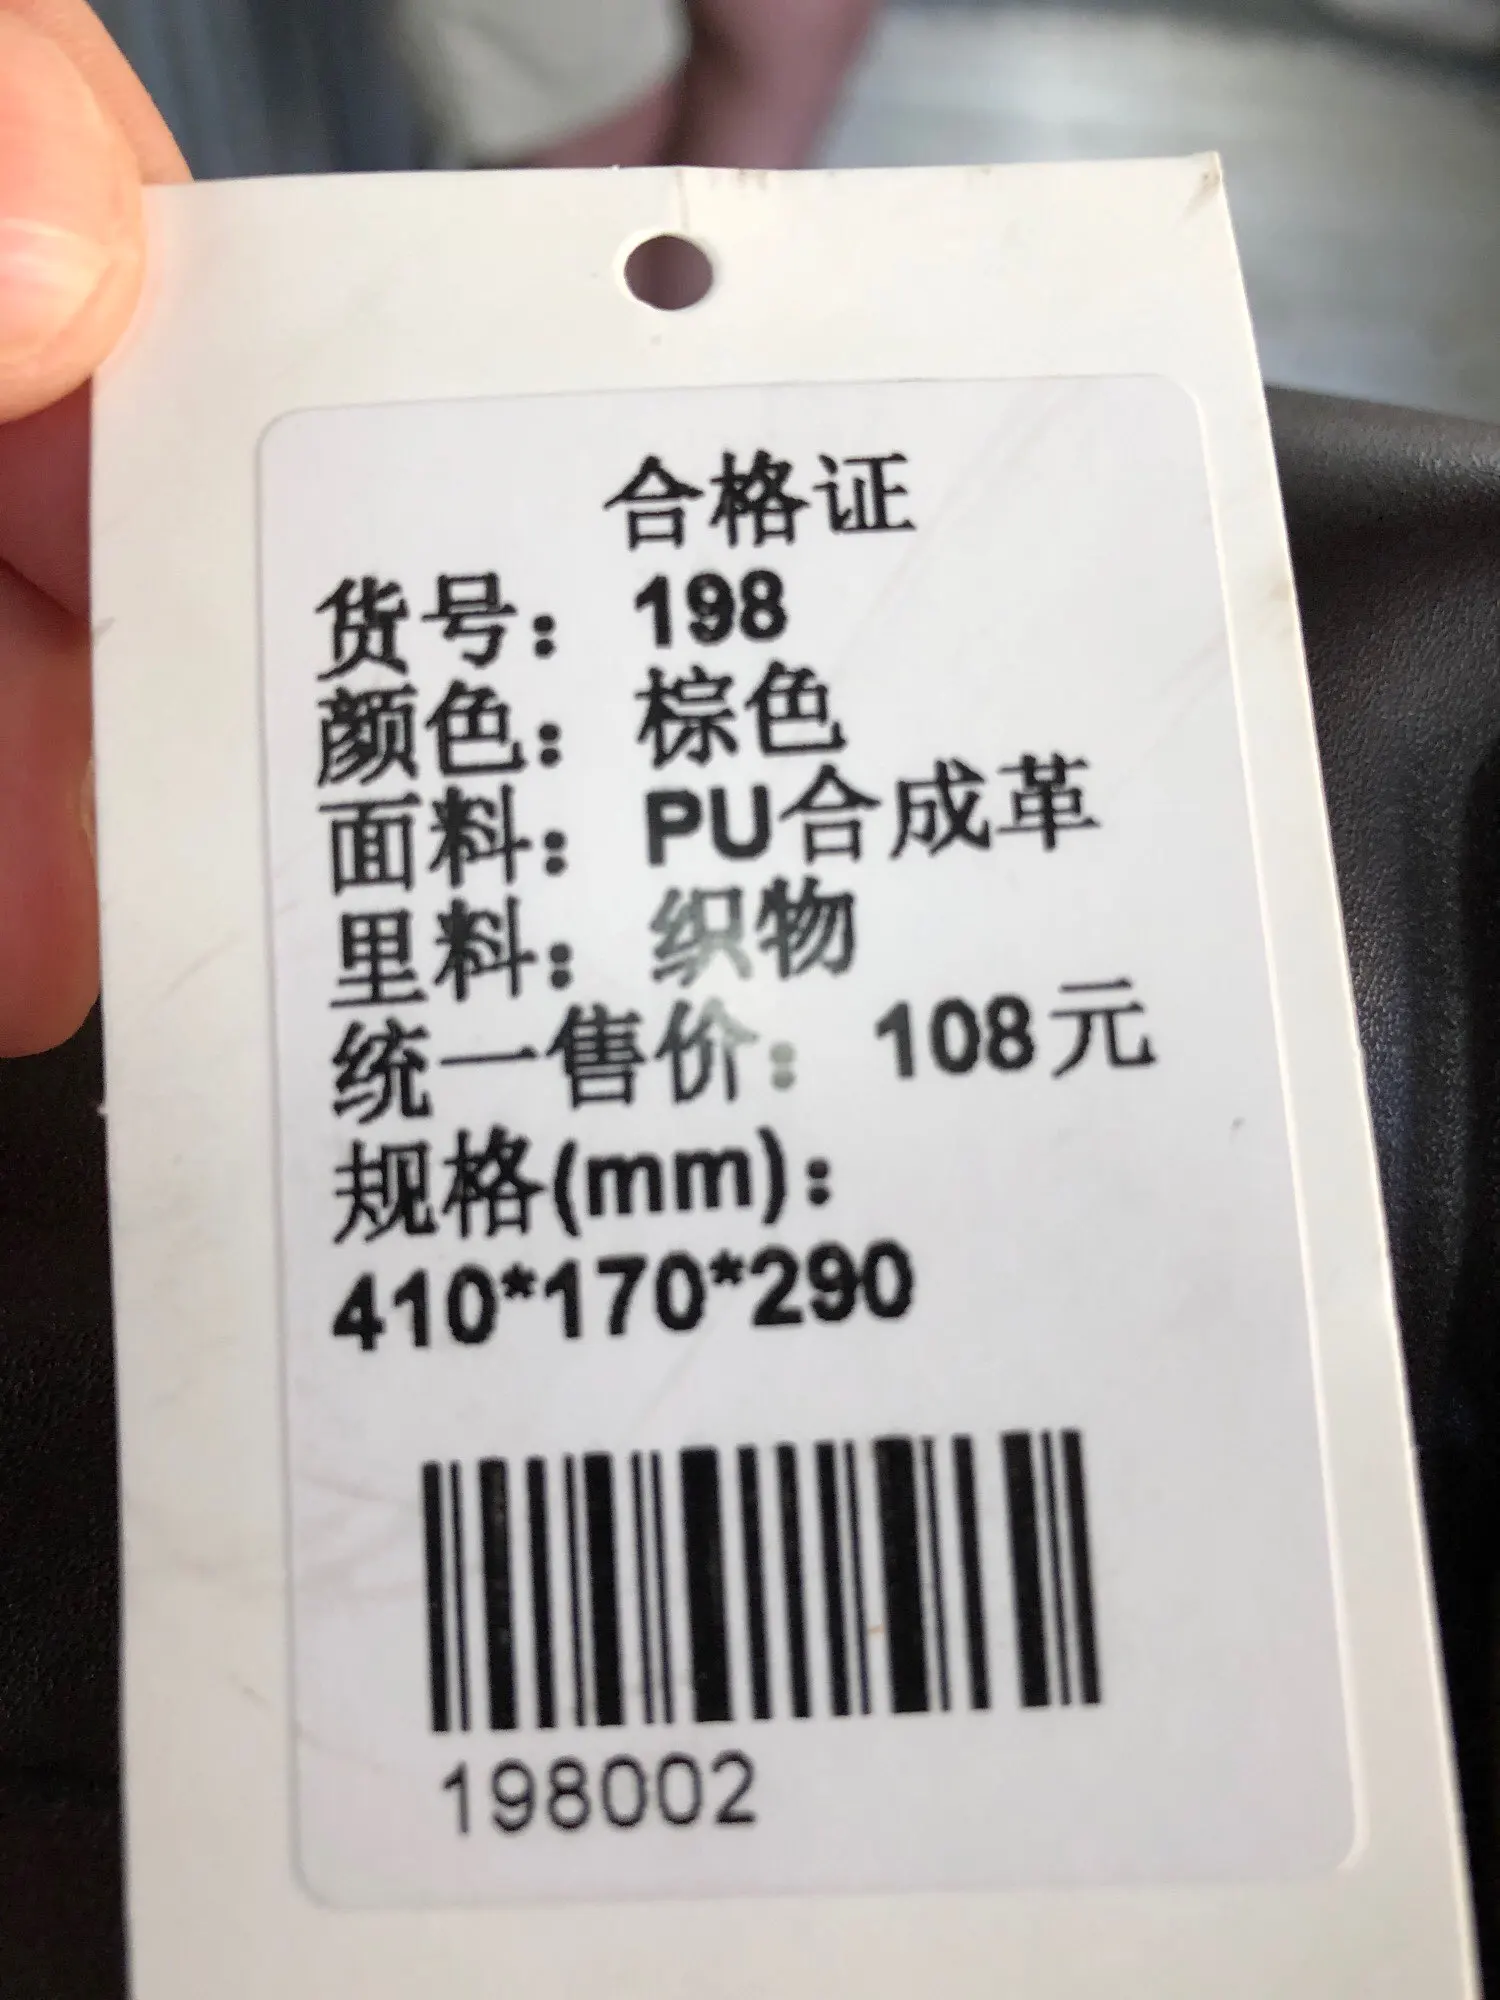 合格证
货号：198
颜色：棕色
面料：PU合成革
里料：织物
统一售价：108元
规格(mm)：
410*170*290
198002